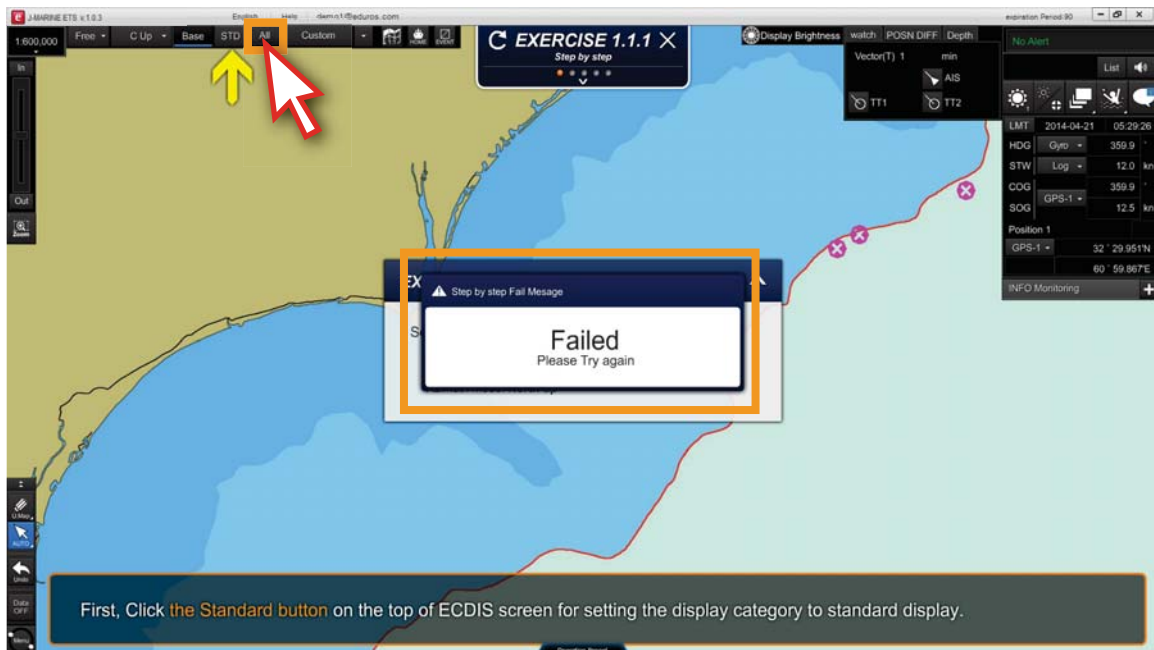 J-MARINE ETS v.1.0.3
English Help demo1@eduros.com
expiration Period:90
1:600,000 Free C Up Base STD All Custom HOME EVENT
EXERCISE 1.1.1
Step by step
Display Brightness watch POSN DIFF Depth
Vector(T) 1 min
AIS
TT1 TT2
No Alert
List
LMT 2014-04-21 05:29:26
HDG Gyro 359.9 °
STW Log 12.0 kn
COG 359.9 °
GPS-1
SOG 12.5 kn
Position 1
GPS-1 32 ° 29.951'N
60 ° 59.867'E
INFO Monitoring
In
Out
Zoom
EX
Step by step Fail Mesage
Failed
Please Try again
U.Map
AUTO
Undo
Data
OFF
Menu
First, Click the Standard button on the top of ECDIS screen for setting the display category to standard display.